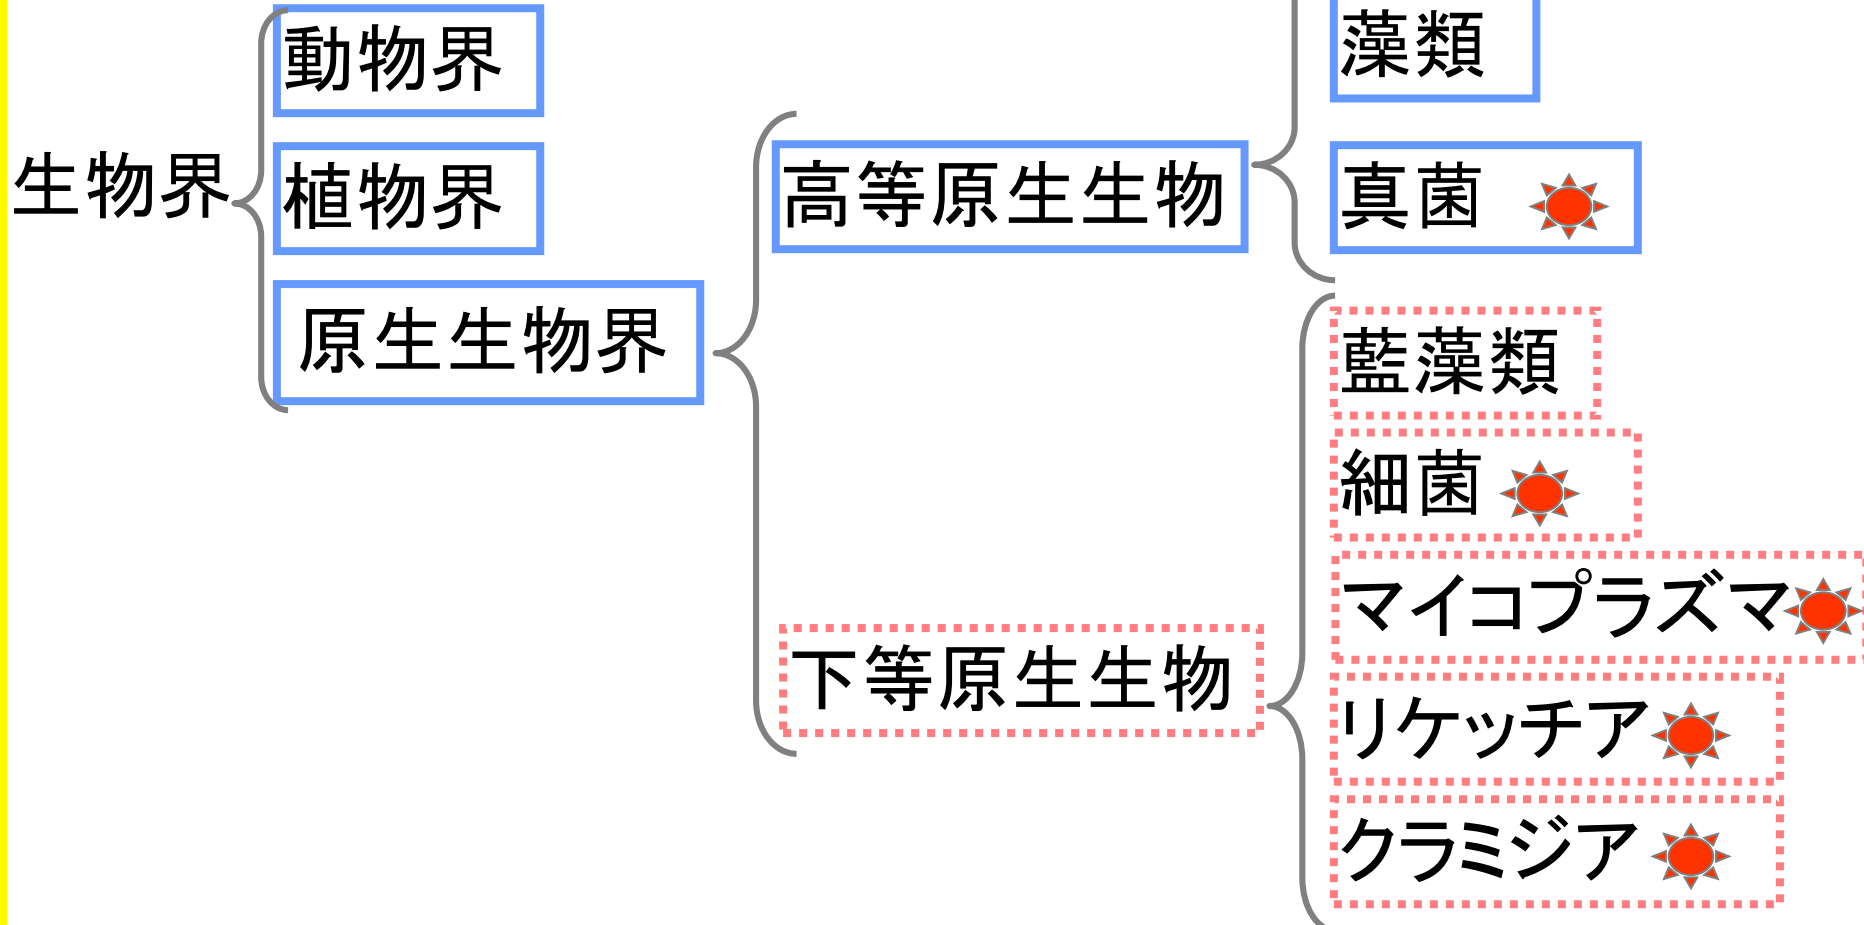 生物界
動物界
植物界
原生生物界
高等原生生物
下等原生生物
藻類
真菌
藍藻類
細菌
マイコプラズマ
リケッチア
クラミジア